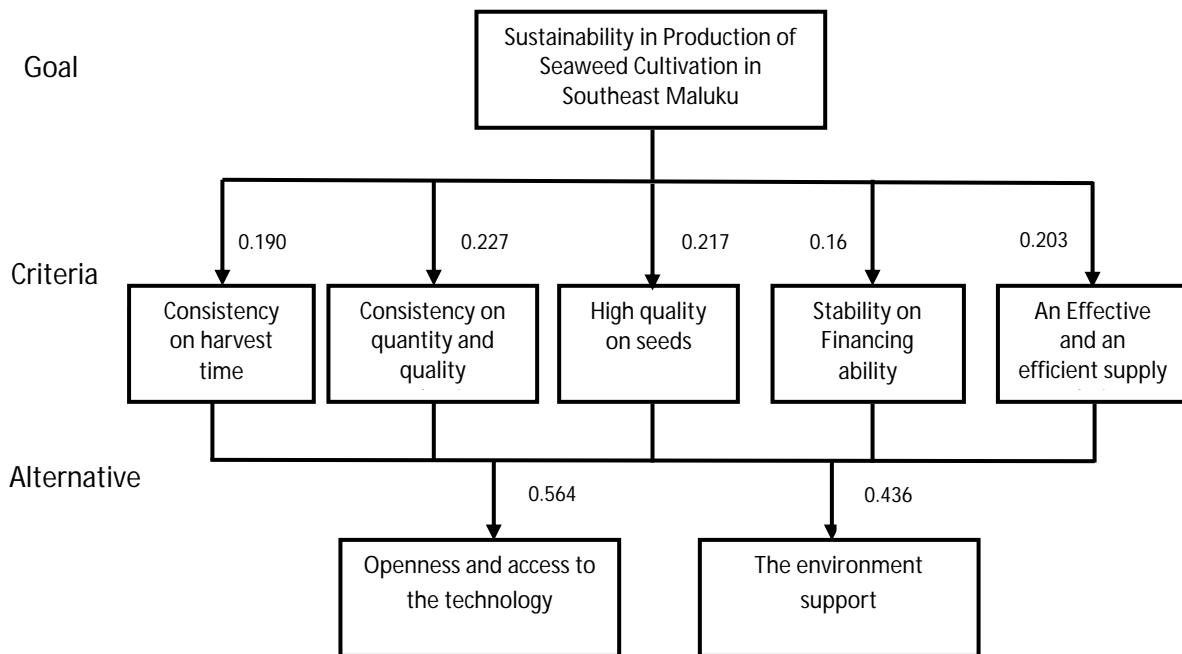 Goal
Sustainability in Production of
Seaweed Cultivation in
Southeast Maluku
0.190
0.227
0.217
0.16
0.203
Criteria
Consistency
on harvest
time
Consistency on
quantity and
quality
High quality
on seeds
Stability on
Financing
ability
An Effective
and an
efficient supply
Alternative
0.564
0.436
Openness and access to
the technology
The environment
support